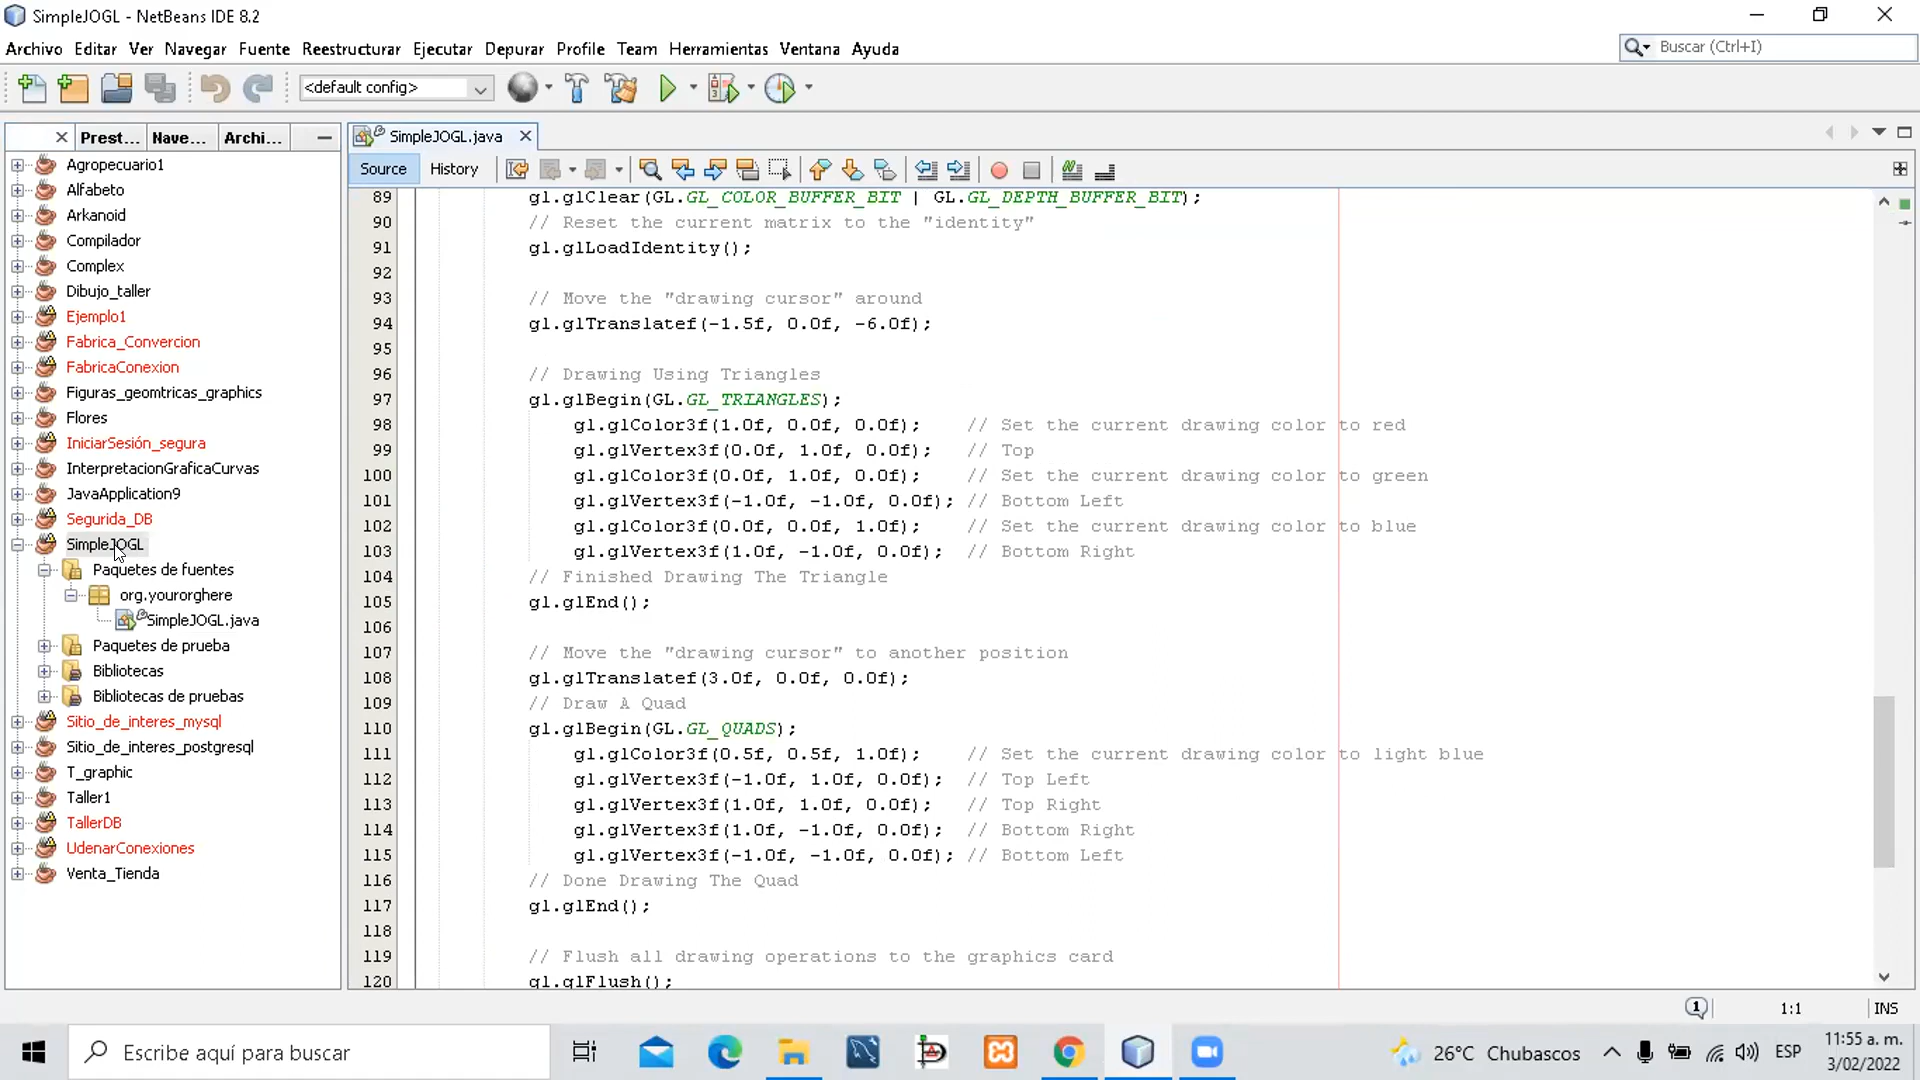 SimpleJOGL - NetBeans IDE 8.2
Archivo Editar Ver Navegar Fuente Reestructurar Ejecutar Depurar Profile Team Herramientas Ventana Ayuda
Buscar (Ctrl+I)
<default config>
Prest... Nave... Archi...
SimpleJOGL.java
Source History
Agropecuario1
Alfabeto
Arkanoid
Compilador
Complex
Dibujo_taller
Ejemplo1
Fabrica_Convercion
FabricaConexion
Figuras_geomtricas_graphics
Flores
IniciarSesión_segura
InterpretacionGraficaCurvas
JavaApplication9
Segurida_DB
SimpleJOGL
Paquetes de fuentes
org.yourorghere
SimpleJOGL.java
Paquetes de prueba
Bibliotecas
Bibliotecas de pruebas
Sitio_de_interes_mysql
Sitio_de_interes_postgresql
T_graphic
Taller1
TallerDB
UdenarConexiones
Venta_Tienda
89 gl.glClear(GL.GL_COLOR_BUFFER_BIT | GL.GL_DEPTH_BUFFER_BIT);
90 // Reset the current matrix to the "identity"
91 gl.glLoadIdentity();
92
93 // Move the "drawing cursor" around
94 gl.glTranslatef(-1.5f, 0.0f, -6.0f);
95
96 // Drawing Using Triangles
97 gl.glBegin(GL.GL_TRIANGLES);
98 gl.glColor3f(1.0f, 0.0f, 0.0f); // Set the current drawing color to red
99 gl.glVertex3f(0.0f, 1.0f, 0.0f); // Top
100 gl.glColor3f(0.0f, 1.0f, 0.0f); // Set the current drawing color to green
101 gl.glVertex3f(-1.0f, -1.0f, 0.0f); // Bottom Left
102 gl.glColor3f(0.0f, 0.0f, 1.0f); // Set the current drawing color to blue
103 gl.glVertex3f(1.0f, -1.0f, 0.0f); // Bottom Right
104 // Finished Drawing The Triangle
105 gl.glEnd();
106
107 // Move the "drawing cursor" to another position
108 gl.glTranslatef(3.0f, 0.0f, 0.0f);
109 // Draw A Quad
110 gl.glBegin(GL.GL_QUADS);
111 gl.glColor3f(0.5f, 0.5f, 1.0f); // Set the current drawing color to light blue
112 gl.glVertex3f(-1.0f, 1.0f, 0.0f); // Top Left
113 gl.glVertex3f(1.0f, 1.0f, 0.0f); // Top Right
114 gl.glVertex3f(1.0f, -1.0f, 0.0f); // Bottom Right
115 gl.glVertex3f(-1.0f, -1.0f, 0.0f); // Bottom Left
116 // Done Drawing The Quad
117 gl.glEnd();
118
119 // Flush all drawing operations to the graphics card
120 gl.glFlush();
1 1:1 INS
Escribe aquí para buscar
26°C Chubascos ESP
11:55 a. m.
3/02/2022